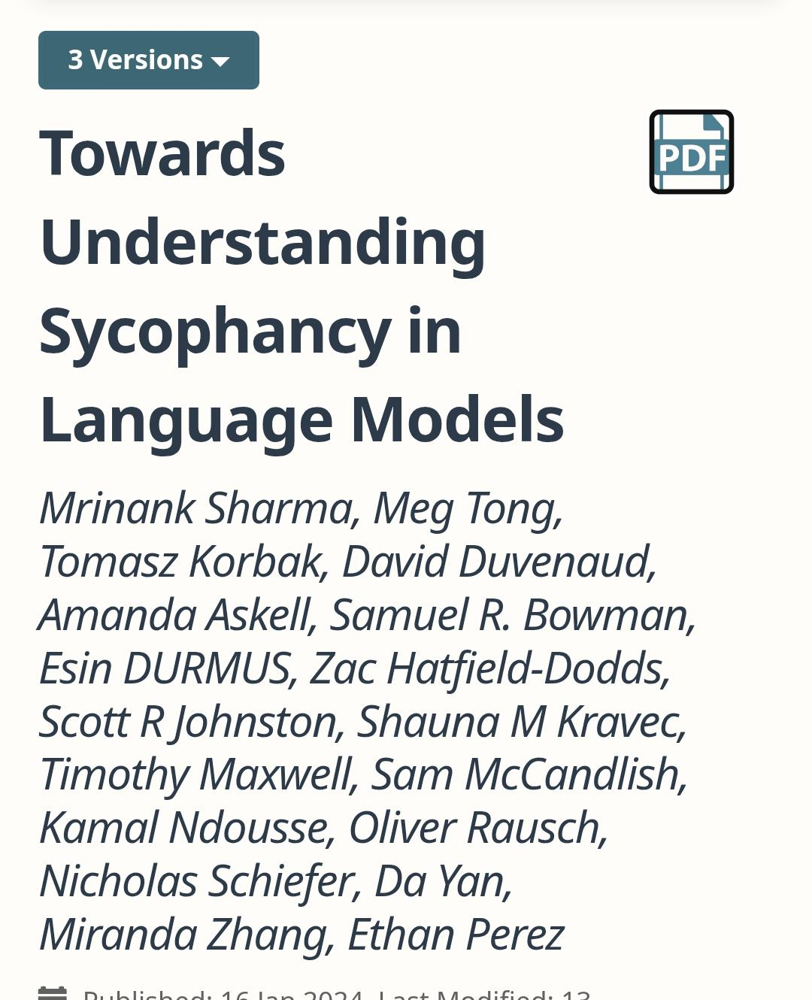 3 Versions
Towards
PDF
Understanding
Sycophancy in
Language Models
Mrinank Sharma, Meg Tong,
Tomasz Korbak, David Duvenaud,
Amanda Askell, Samuel R. Bowman,
Esin DURMUS, Zac Hatfield-Dodds,
Scott R Johnston, Shauna M Kravec,
Timothy Maxwell, Sam McCandlish,
Kamal Ndousse, Oliver Rausch,
Nicholas Schiefer, Da Yan,
Miranda Zhang, Ethan Perez
Published: 16 Jan 2024, Last Modified: 13